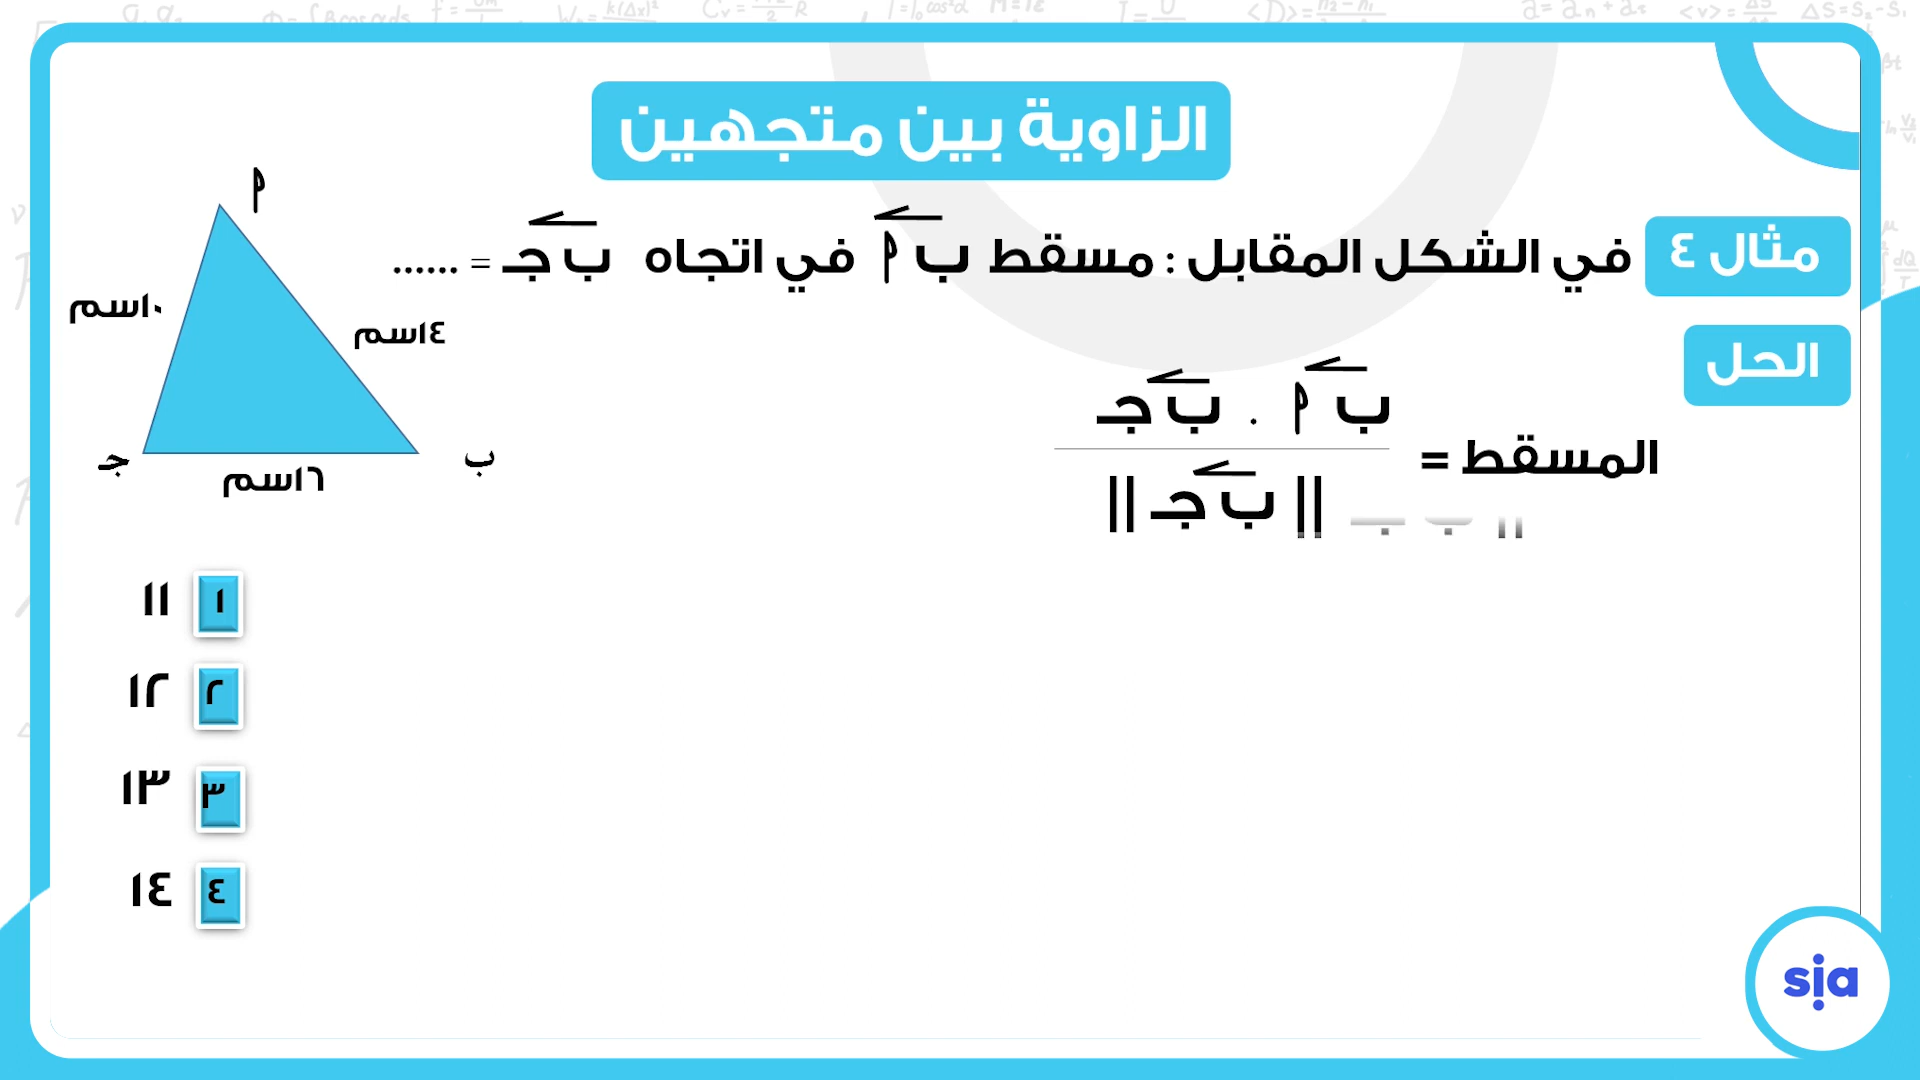 الزاوية بين متجهين
مثال ٤
في الشكل المقابل : مسقط ب أ في اتجاه ب جـ = ......
الحل
أ
١٠سم
١٤سم
جـ
ب
١٦سم
المسقط = ب أ . ب جـ
|| ب جـ ||
١ ١١
٢ ١٢
٣ ١٣
٤ ١٤
sia